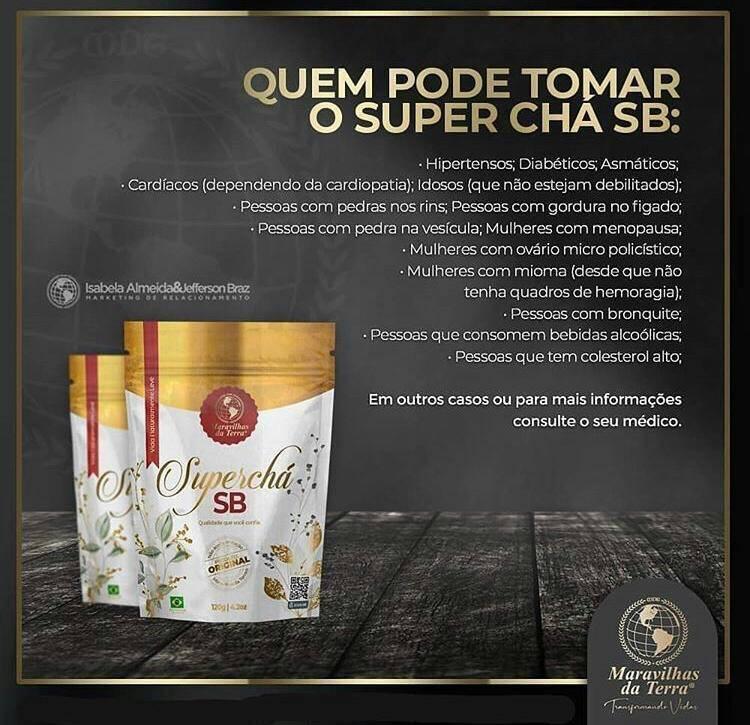 QUEM PODE TOMAR
O SUPER CHÁ SB:
• Hipertensos; Diabéticos; Asmáticos;
• Cardíacos (dependendo da cardiopatia); Idosos (que não estejam debilitados);
• Pessoas com pedras nos rins; Pessoas com gordura no figado;
• Pessoas com pedra na vesícula; Mulheres com menopausa;
• Mulheres com ovário micro policístico;
• Mulheres com mioma (desde que não
tenha quadros de hemoragia);
• Pessoas com bronquite;
• Pessoas que consomem bebidas alcoólicas;
• Pessoas que tem colesterol alto;
Em outros casos ou para mais informações
consulte o seu médico.
Isabela Almeida&Jefferson Braz
MARKETING DE RELACIONAMENTO
Vida Naturalmente Leve
Maravilhas
da Terra®
Superchá
SB
Qualidade que você confia.
ORIGINAL
120g | 4.2oz
Maravilhas
da Terra®
Transformando Vidas